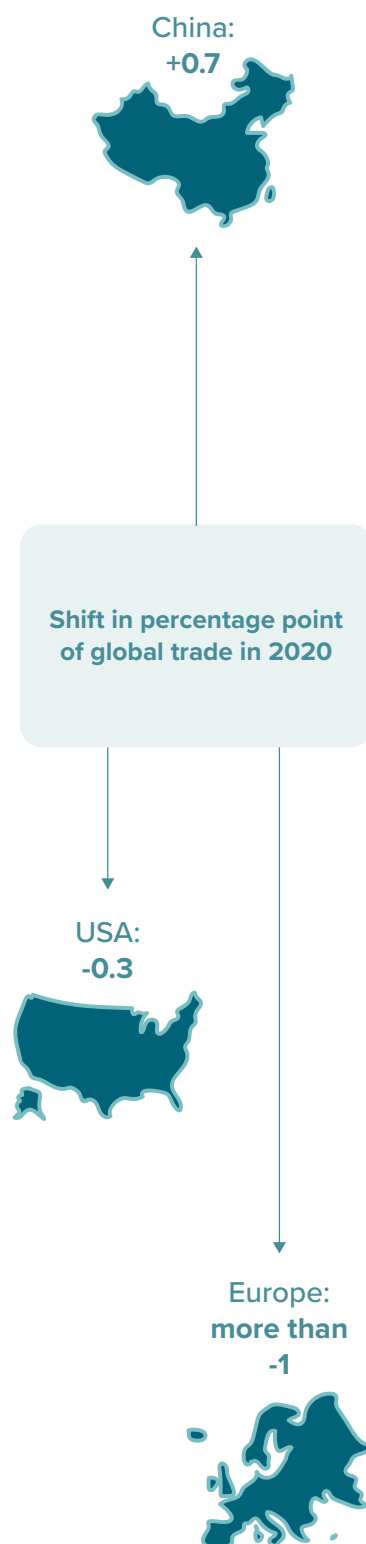 China:
+0.7
Shift in percentage point
of global trade in 2020
USA:
-0.3
Europe:
more than
-1